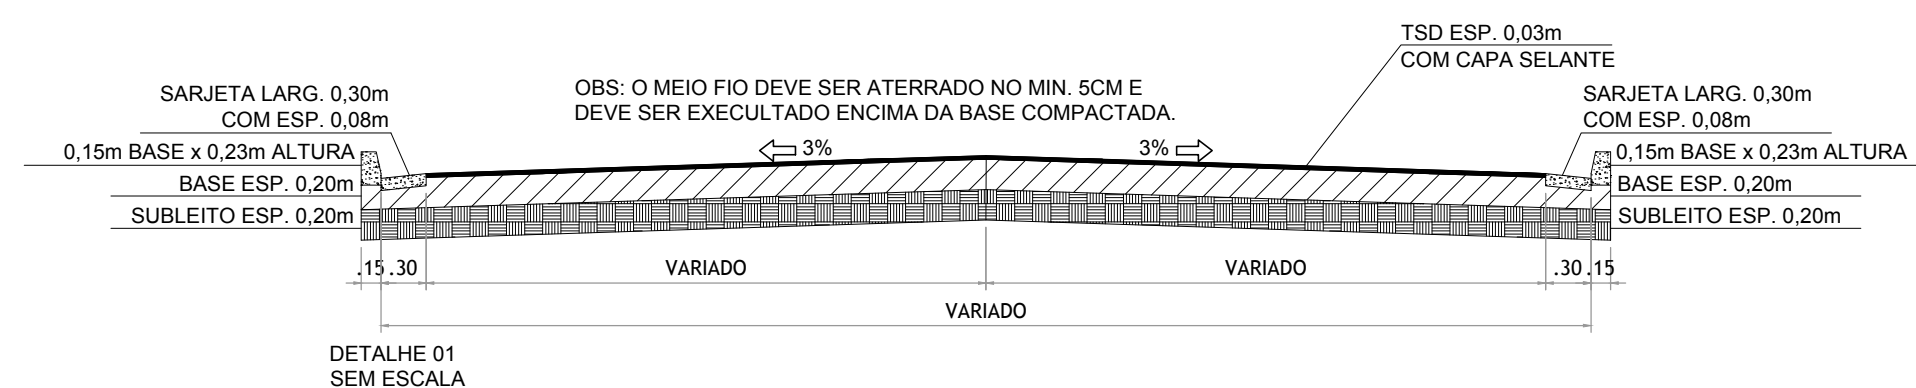 TSD ESP. 0,03m
COM CAPA SELANTE
SARJETA LARG. 0,30m
COM ESP. 0,08m
0,15m BASE x 0,23m ALTURA
BASE ESP. 0,20m
SUBLEITO ESP. 0,20m
OBS: O MEIO FIO DEVE SER ATERRADO NO MIN. 5CM E
DEVE SER EXECULTADO ENCIMA DA BASE COMPACTADA.
3%
3%
SARJETA LARG. 0,30m
COM ESP. 0,08m
0,15m BASE x 0,23m ALTURA
BASE ESP. 0,20m
SUBLEITO ESP. 0,20m
.15 .30 VARIADO VARIADO .30 .15
VARIADO
DETALHE 01
SEM ESCALA